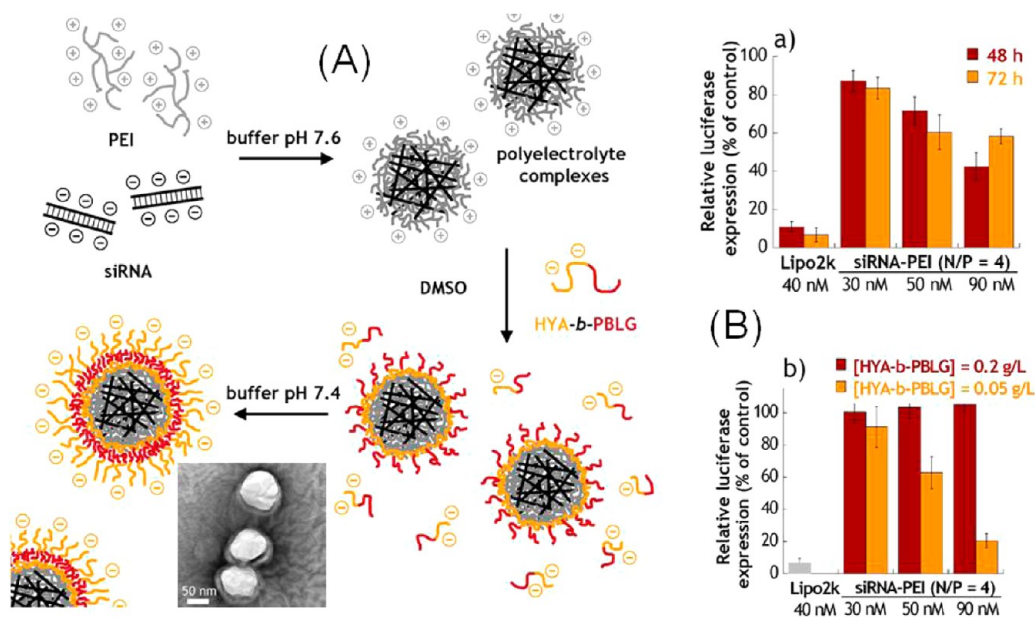 (A)
PEI
buffer pH 7.6
polyelectrolyte
complexes
siRNA
DMSO
HYA-b-PBLG
buffer pH 7.4
50 nm
a)
48 h
72 h
Relative luciferase
expression (% of control)
100
80
60
40
20
0
Lipo2k
siRNA-PEI (N/P = 4)
40 nM
30 nM
50 nM
90 nM
(B)
b)
[HYA-b-PBLG] = 0.2 g/L
[HYA-b-PBLG] = 0.05 g/L
Relative luciferase
expression (% of control)
100
80
60
40
20
0
Lipo2k
siRNA-PEI (N/P = 4)
40 nM
30 nM
50 nM
90 nM